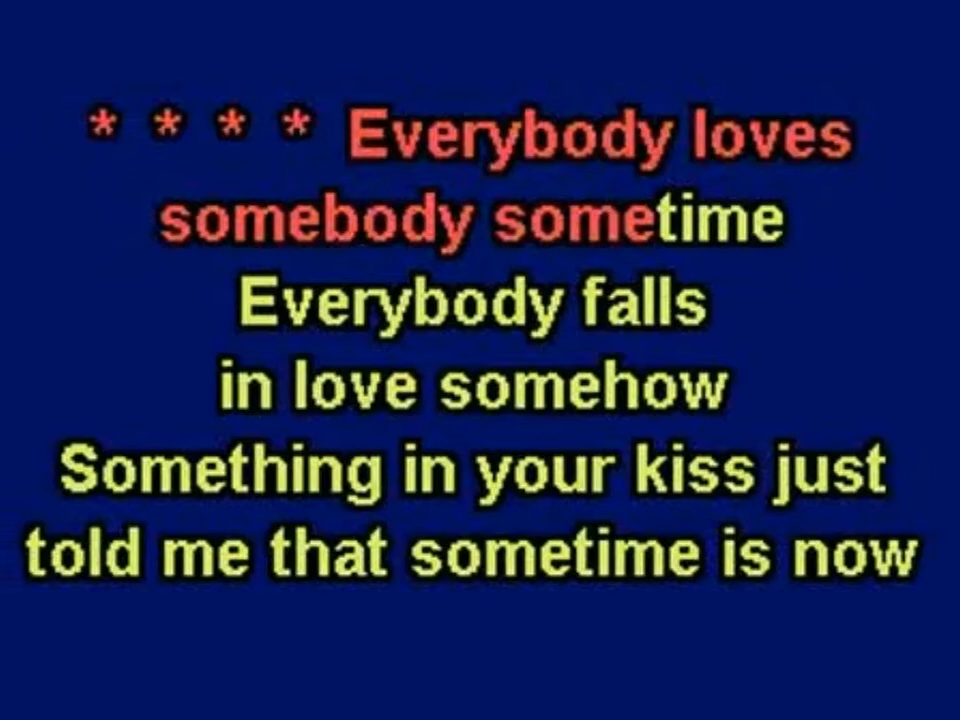 * * * * Everybody loves
somebody sometime
Everybody falls
in love somehow
Something in your kiss just
told me that sometime is now